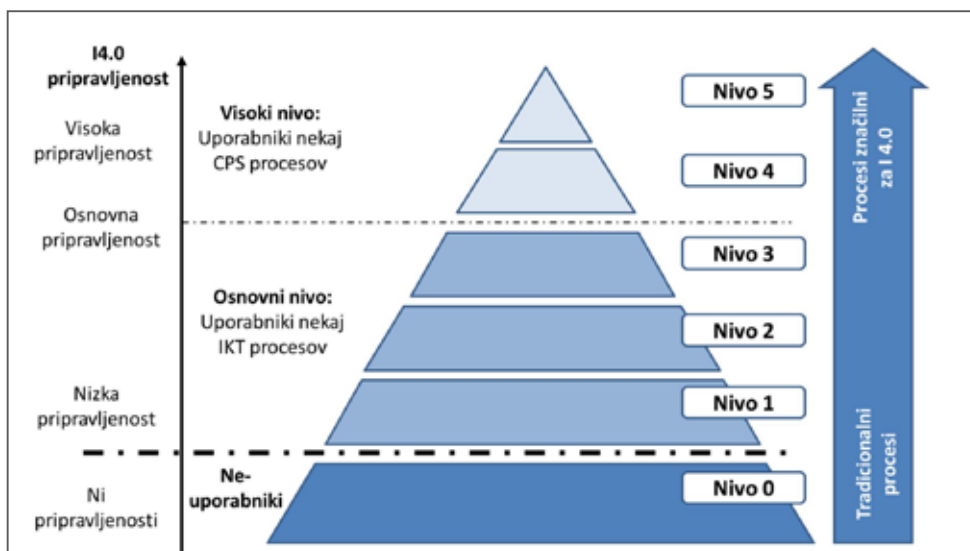 I4.0
pripravljenost
Visoka
pripravljenost
Osnovna
pripravljenost
Nizka
pripravljenost
Ni
pripravljenosti
Visoki nivo:
Uporabniki nekaj
CPS procesov
Osnovni nivo:
Uporabniki nekaj
IKT procesov
Ne-
uporabniki
Nivo 5
Nivo 4
Nivo 3
Nivo 2
Nivo 1
Nivo 0
Procesi značilni
za I 4.0
Tradicionalni
procesi